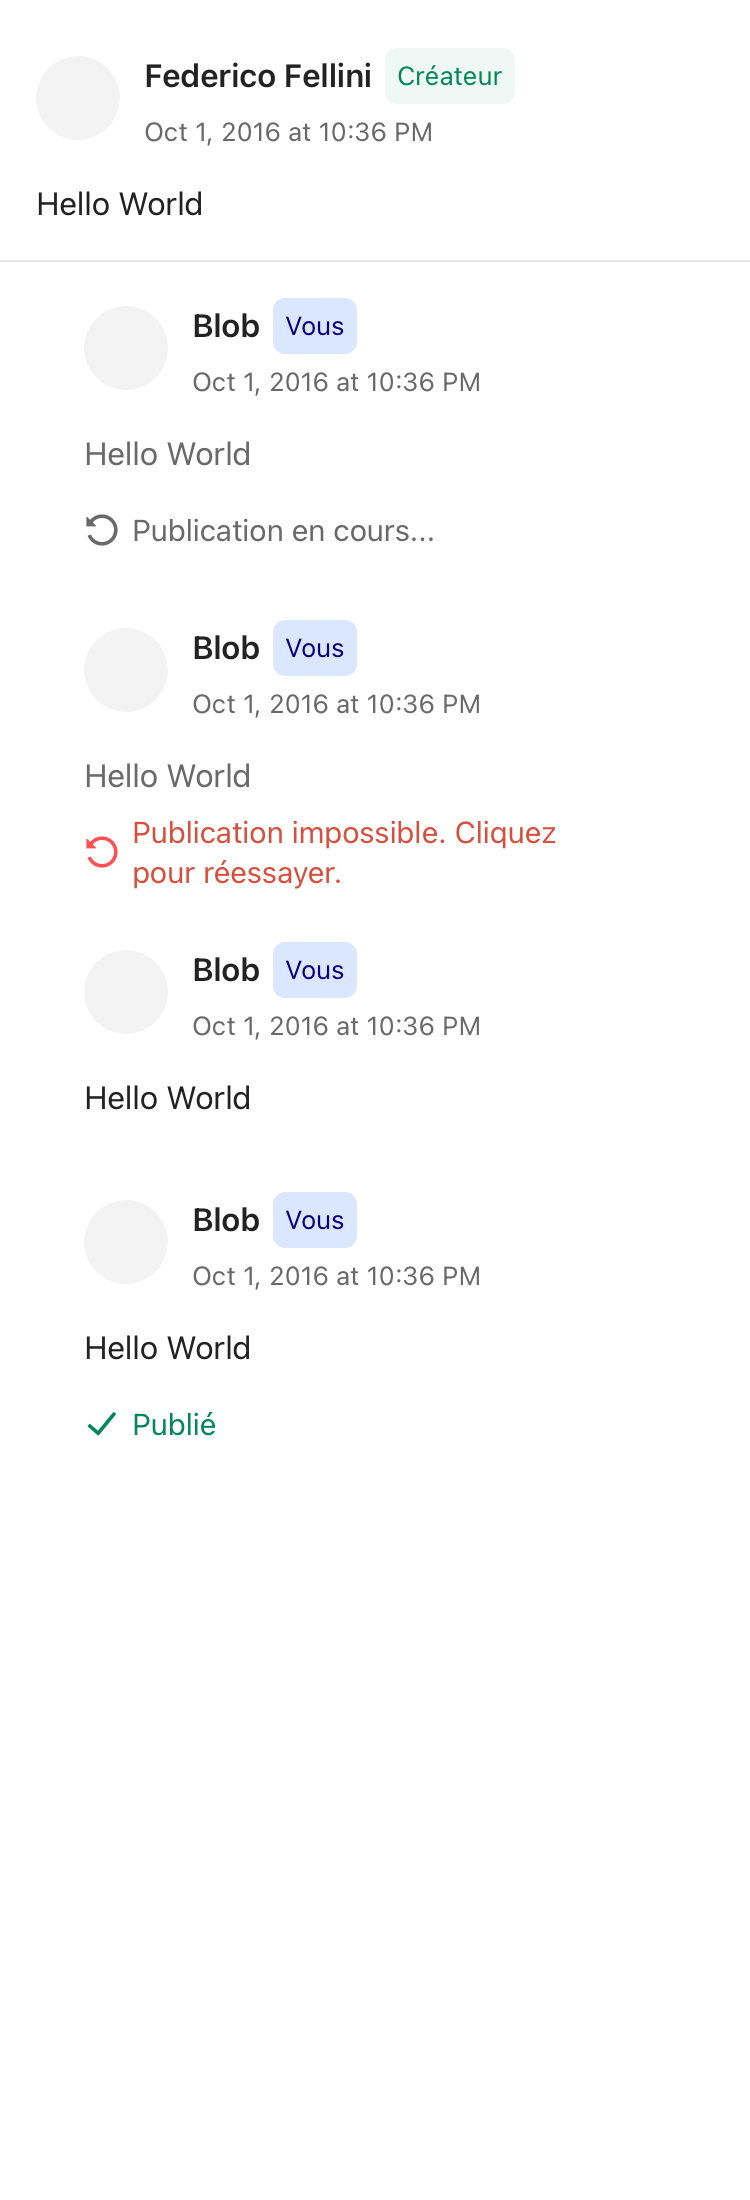 Federico Fellini Créateur
Oct 1, 2016 at 10:36 PM
Hello World
Blob Vous
Oct 1, 2016 at 10:36 PM
Hello World
Publication en cours...
Blob Vous
Oct 1, 2016 at 10:36 PM
Hello World
Publication impossible. Cliquez
pour réessayer.
Blob Vous
Oct 1, 2016 at 10:36 PM
Hello World
Blob Vous
Oct 1, 2016 at 10:36 PM
Hello World
Publié